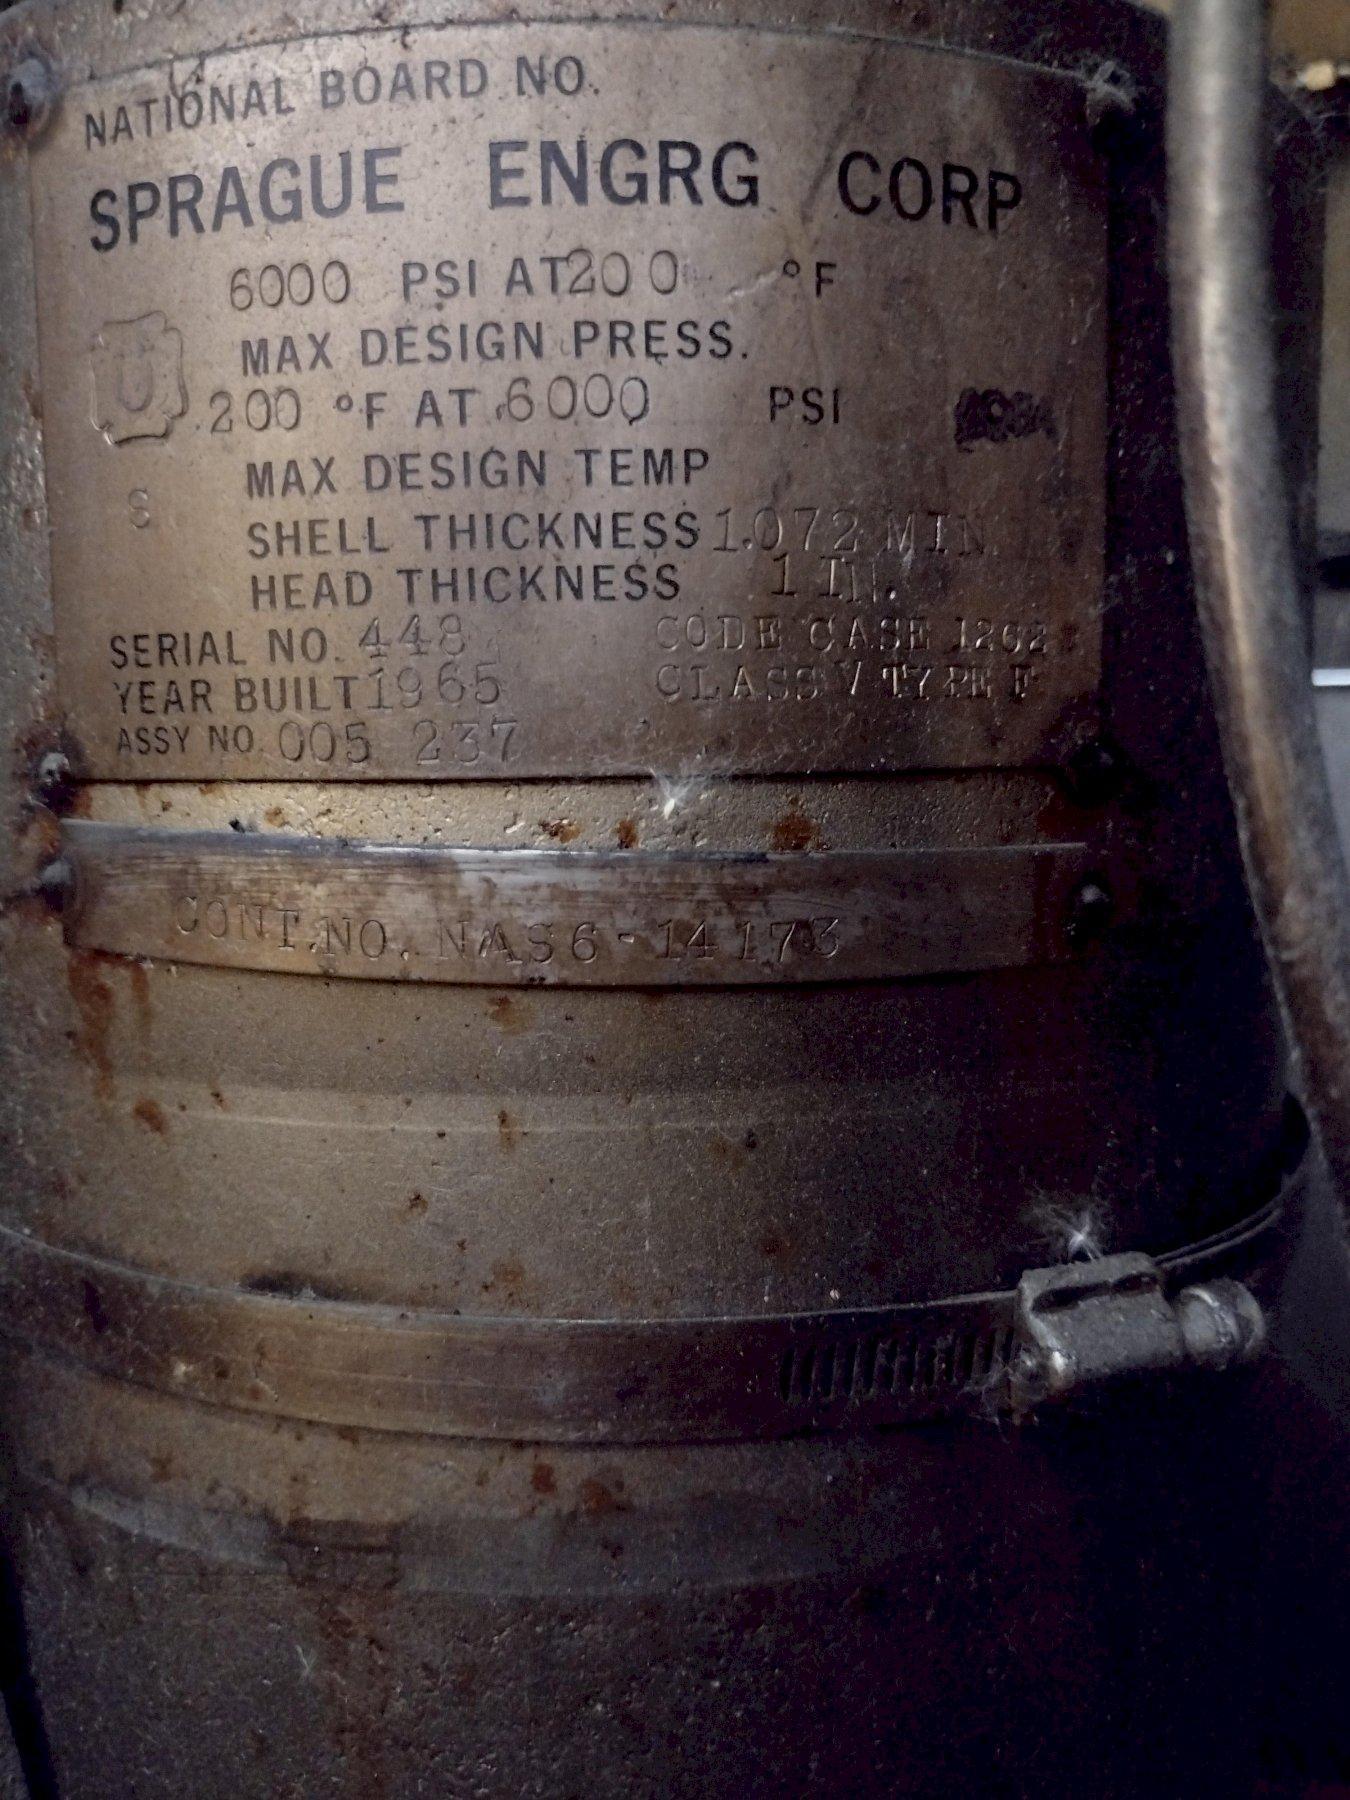 NATIONAL BOARD NO.
SPRAGUE ENGRG CORP
6000 PSI AT 200 °F
MAX DESIGN PRESS.
U
200 °F AT 6000 PSI
MAX DESIGN TEMP
S
SHELL THICKNESS 1.072 MIN
HEAD THICKNESS 1 IN.
SERIAL NO. 448 CODE CASE 1262
YEAR BUILT 1965 CLASS V TYPE F
ASSY NO. 005 237
CONT. NO. NAS6-14173